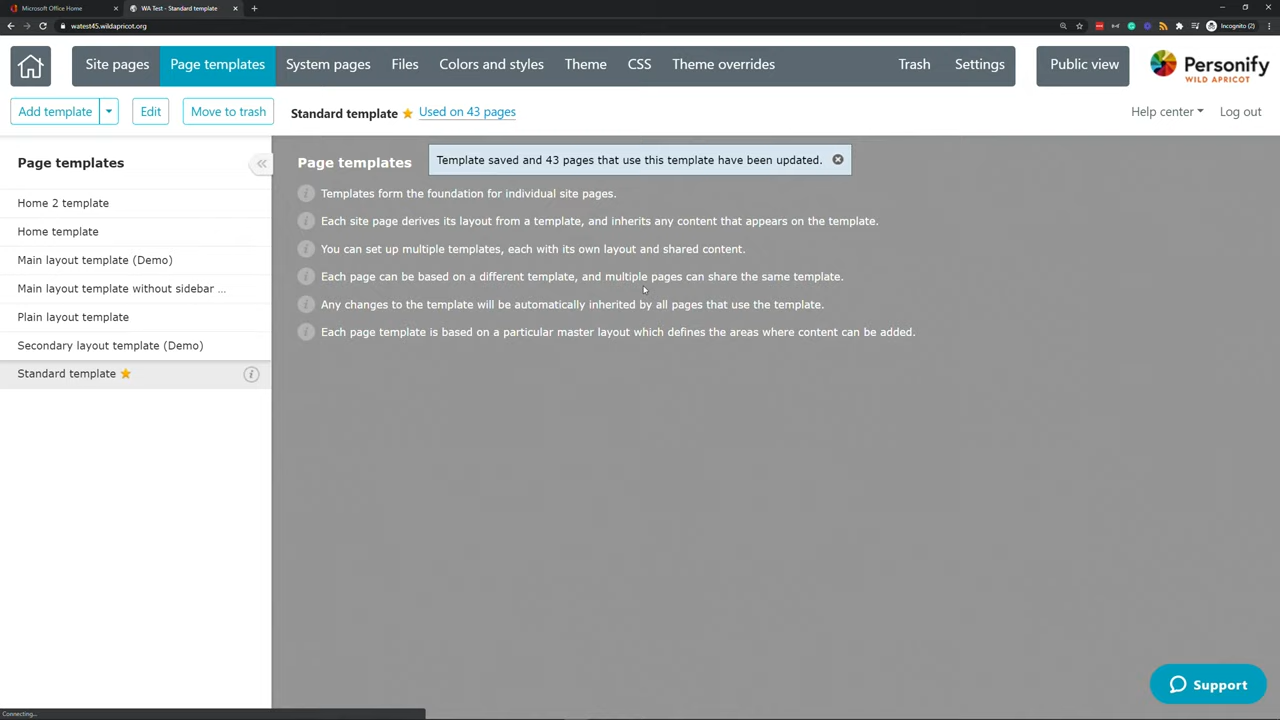 Microsoft Office Home
WA Test - Standard template
watest45.wildapricot.org
Incognito (2)
Site pages
Page templates
System pages
Files
Colors and styles
Theme
CSS
Theme overrides
Trash
Settings
Public view
Personify
WILD APRICOT
Add template
Edit
Move to trash
Standard template
Used on 43 pages
Help center
Log out
Page templates
Home 2 template
Home template
Main layout template (Demo)
Main layout template without sidebar ...
Plain layout template
Secondary layout template (Demo)
Standard template
Page templates
Template saved and 43 pages that use this template have been updated.
Templates form the foundation for individual site pages.
Each site page derives its layout from a template, and inherits any content that appears on the template.
You can set up multiple templates, each with its own layout and shared content.
Each page can be based on a different template, and multiple pages can share the same template.
Any changes to the template will be automatically inherited by all pages that use the template.
Each page template is based on a particular master layout which defines the areas where content can be added.
Support
Connecting...